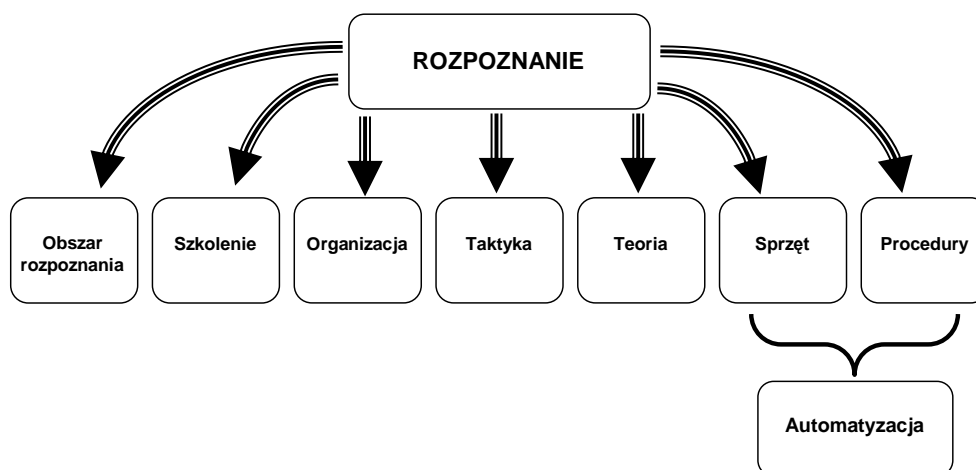 ROZPOZNANIE
Obszar
rozpoznania
Szkolenie
Organizacja
Taktyka
Teoria
Sprzęt
Procedury
Automatyzacja